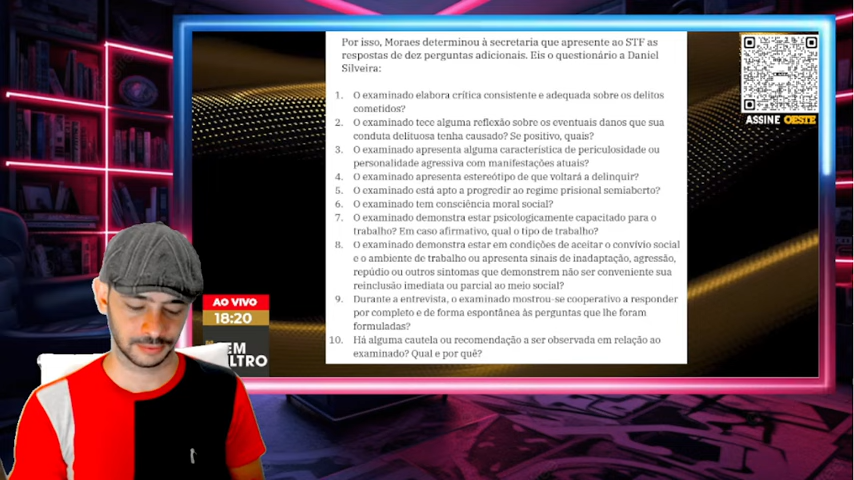 Por isso, Moraes determinou à secretaria que apresente ao STF as
respostas de dez perguntas adicionais. Eis o questionário a Daniel
Silveira:
1. O examinado elabora crítica consistente e adequada sobre os delitos
cometidos?
2. O examinado tece alguma reflexão sobre os eventuais danos que sua
conduta delituosa tenha causado? Se positivo, quais?
3. O examinado apresenta alguma característica de periculosidade ou
personalidade agressiva com manifestações atuais?
4. O examinado apresenta estereótipo de que voltará a delinquir?
5. O examinado está apto a progredir ao regime prisional semiaberto?
6. O examinado tem consciência moral social?
7. O examinado demonstra estar psicologicamente capacitado para o
trabalho? Em caso afirmativo, qual o tipo de trabalho?
8. O examinado demonstra estar em condições de aceitar o convívio social
e o ambiente de trabalho ou apresenta sinais de inadaptação, agressão,
repúdio ou outros sintomas que demonstrem não ser conveniente sua
reinclusão imediata ou parcial ao meio social?
9. Durante a entrevista, o examinado mostrou-se cooperativo a responder
por completo e de forma espontânea às perguntas que lhe foram
formuladas?
10. Há alguma cautela ou recomendação a ser observada em relação ao
examinado? Qual e por quê?
ASSINE OESTE
AO VIVO
18:20
EM
LTRO